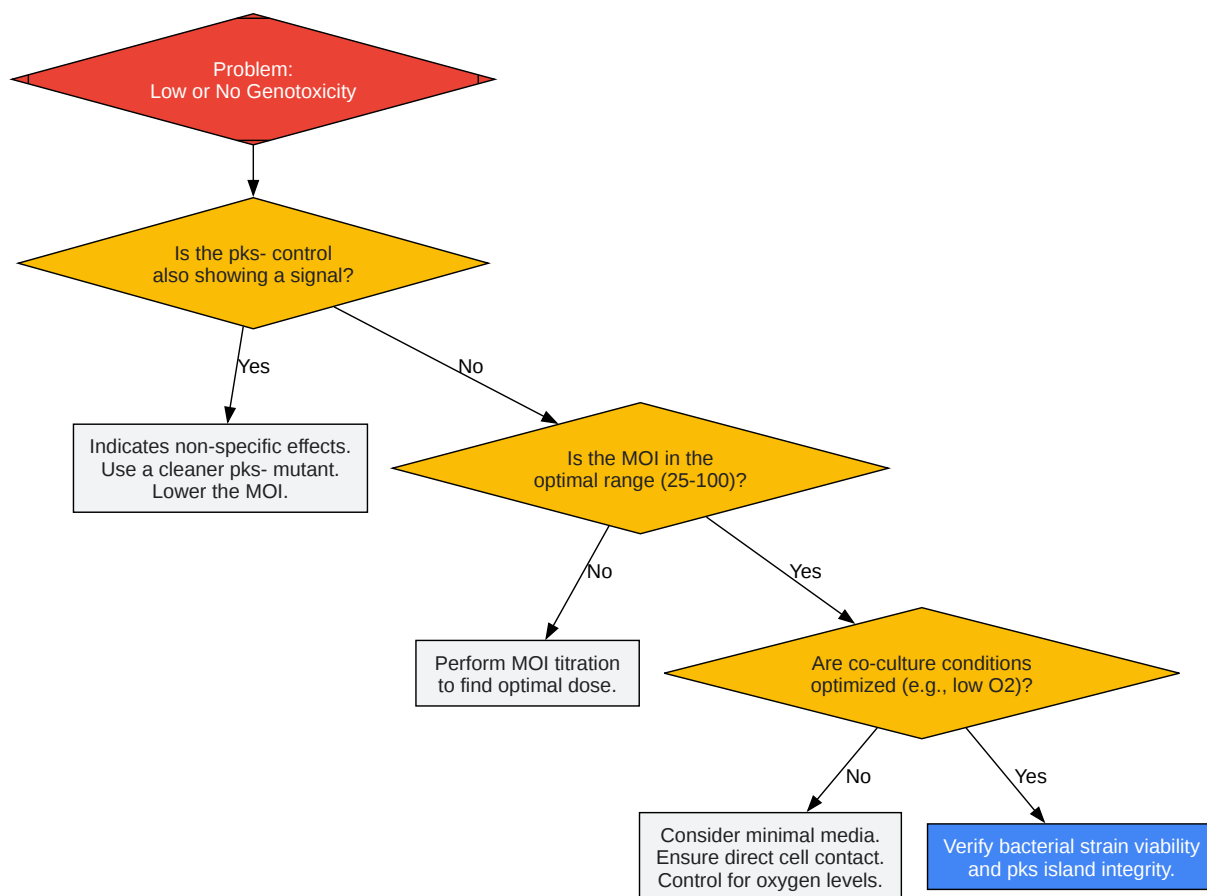 Problem:
Low or No Genotoxicity
Is the pks- control
also showing a signal?
Yes
No
Indicates non-specific effects.
Use a cleaner pks- mutant.
Lower the MOI.
Is the MOI in the
optimal range (25-100)?
No
Yes
Perform MOI titration
to find optimal dose.
Are co-culture conditions
optimized (e.g., low O2)?
No
Yes
Consider minimal media.
Ensure direct cell contact.
Control for oxygen levels.
Verify bacterial strain viability
and pks island integrity.